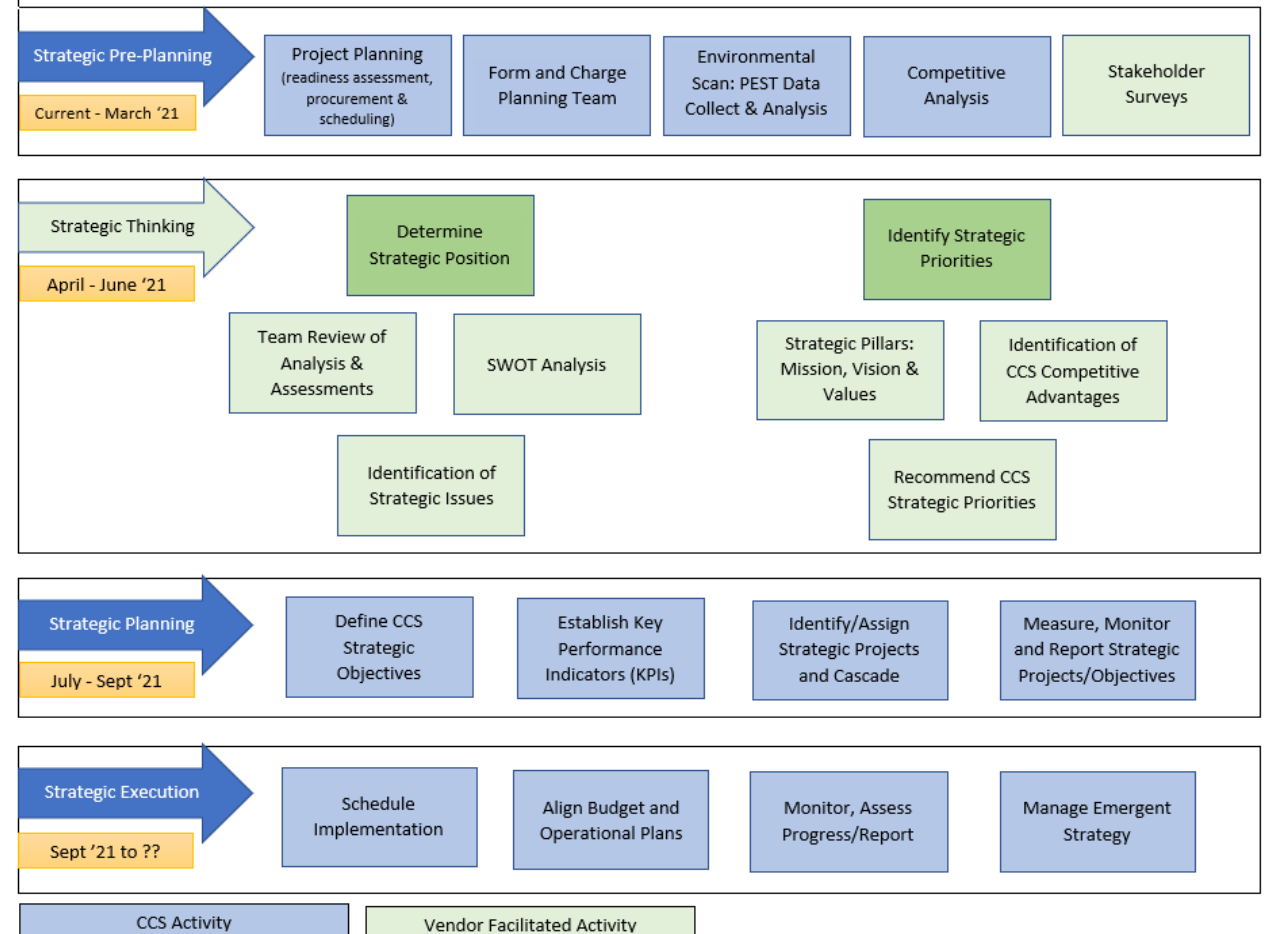 Strategic Pre-Planning
Current - March ‘21
Project Planning
(readiness assessment,
procurement &
scheduling)
Form and Charge
Planning Team
Environmental
Scan: PEST Data
Collect & Analysis
Competitive
Analysis
Stakeholder
Surveys
Strategic Thinking
April - June ‘21
Determine
Strategic Position
Team Review of
Analysis &
Assessments
SWOT Analysis
Identification of
Strategic Issues
Identify Strategic
Priorities
Strategic Pillars:
Mission, Vision &
Values
Identification of
CCS Competitive
Advantages
Recommend CCS
Strategic Priorities
Strategic Planning
July - Sept ‘21
Define CCS
Strategic
Objectives
Establish Key
Performance
Indicators (KPIs)
Identify/Assign
Strategic Projects
and Cascade
Measure, Monitor
and Report Strategic
Projects/Objectives
Strategic Execution
Sept ’21 to ??
Schedule
Implementation
Align Budget and
Operational Plans
Monitor, Assess
Progress/Report
Manage Emergent
Strategy
CCS Activity
Vendor Facilitated Activity